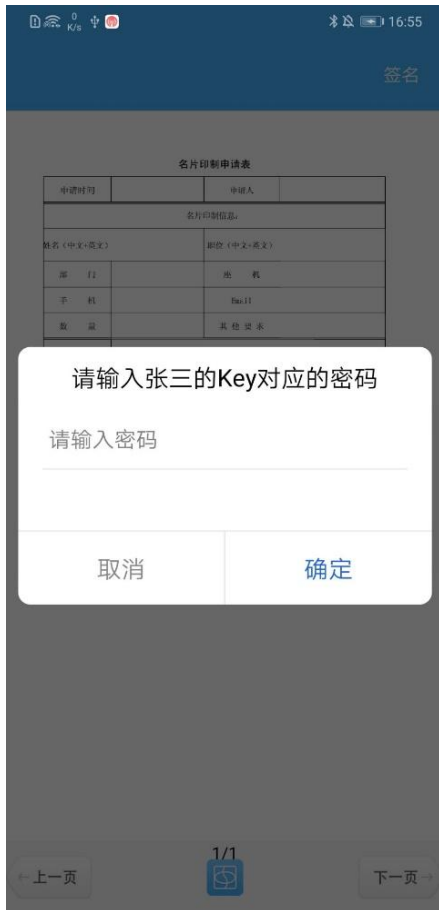 0
K/s
16:55
签名
名片印制申请表
申请时间 申请人
名片印制信息:
姓名（中文+英文） 职位（中文+英文）
部 门 座 机
手 机 Email
数 量 其 他 要 求
请输入张三的Key对应的密码
请输入密码
取消 确定
1/1
←上一页 下一页→